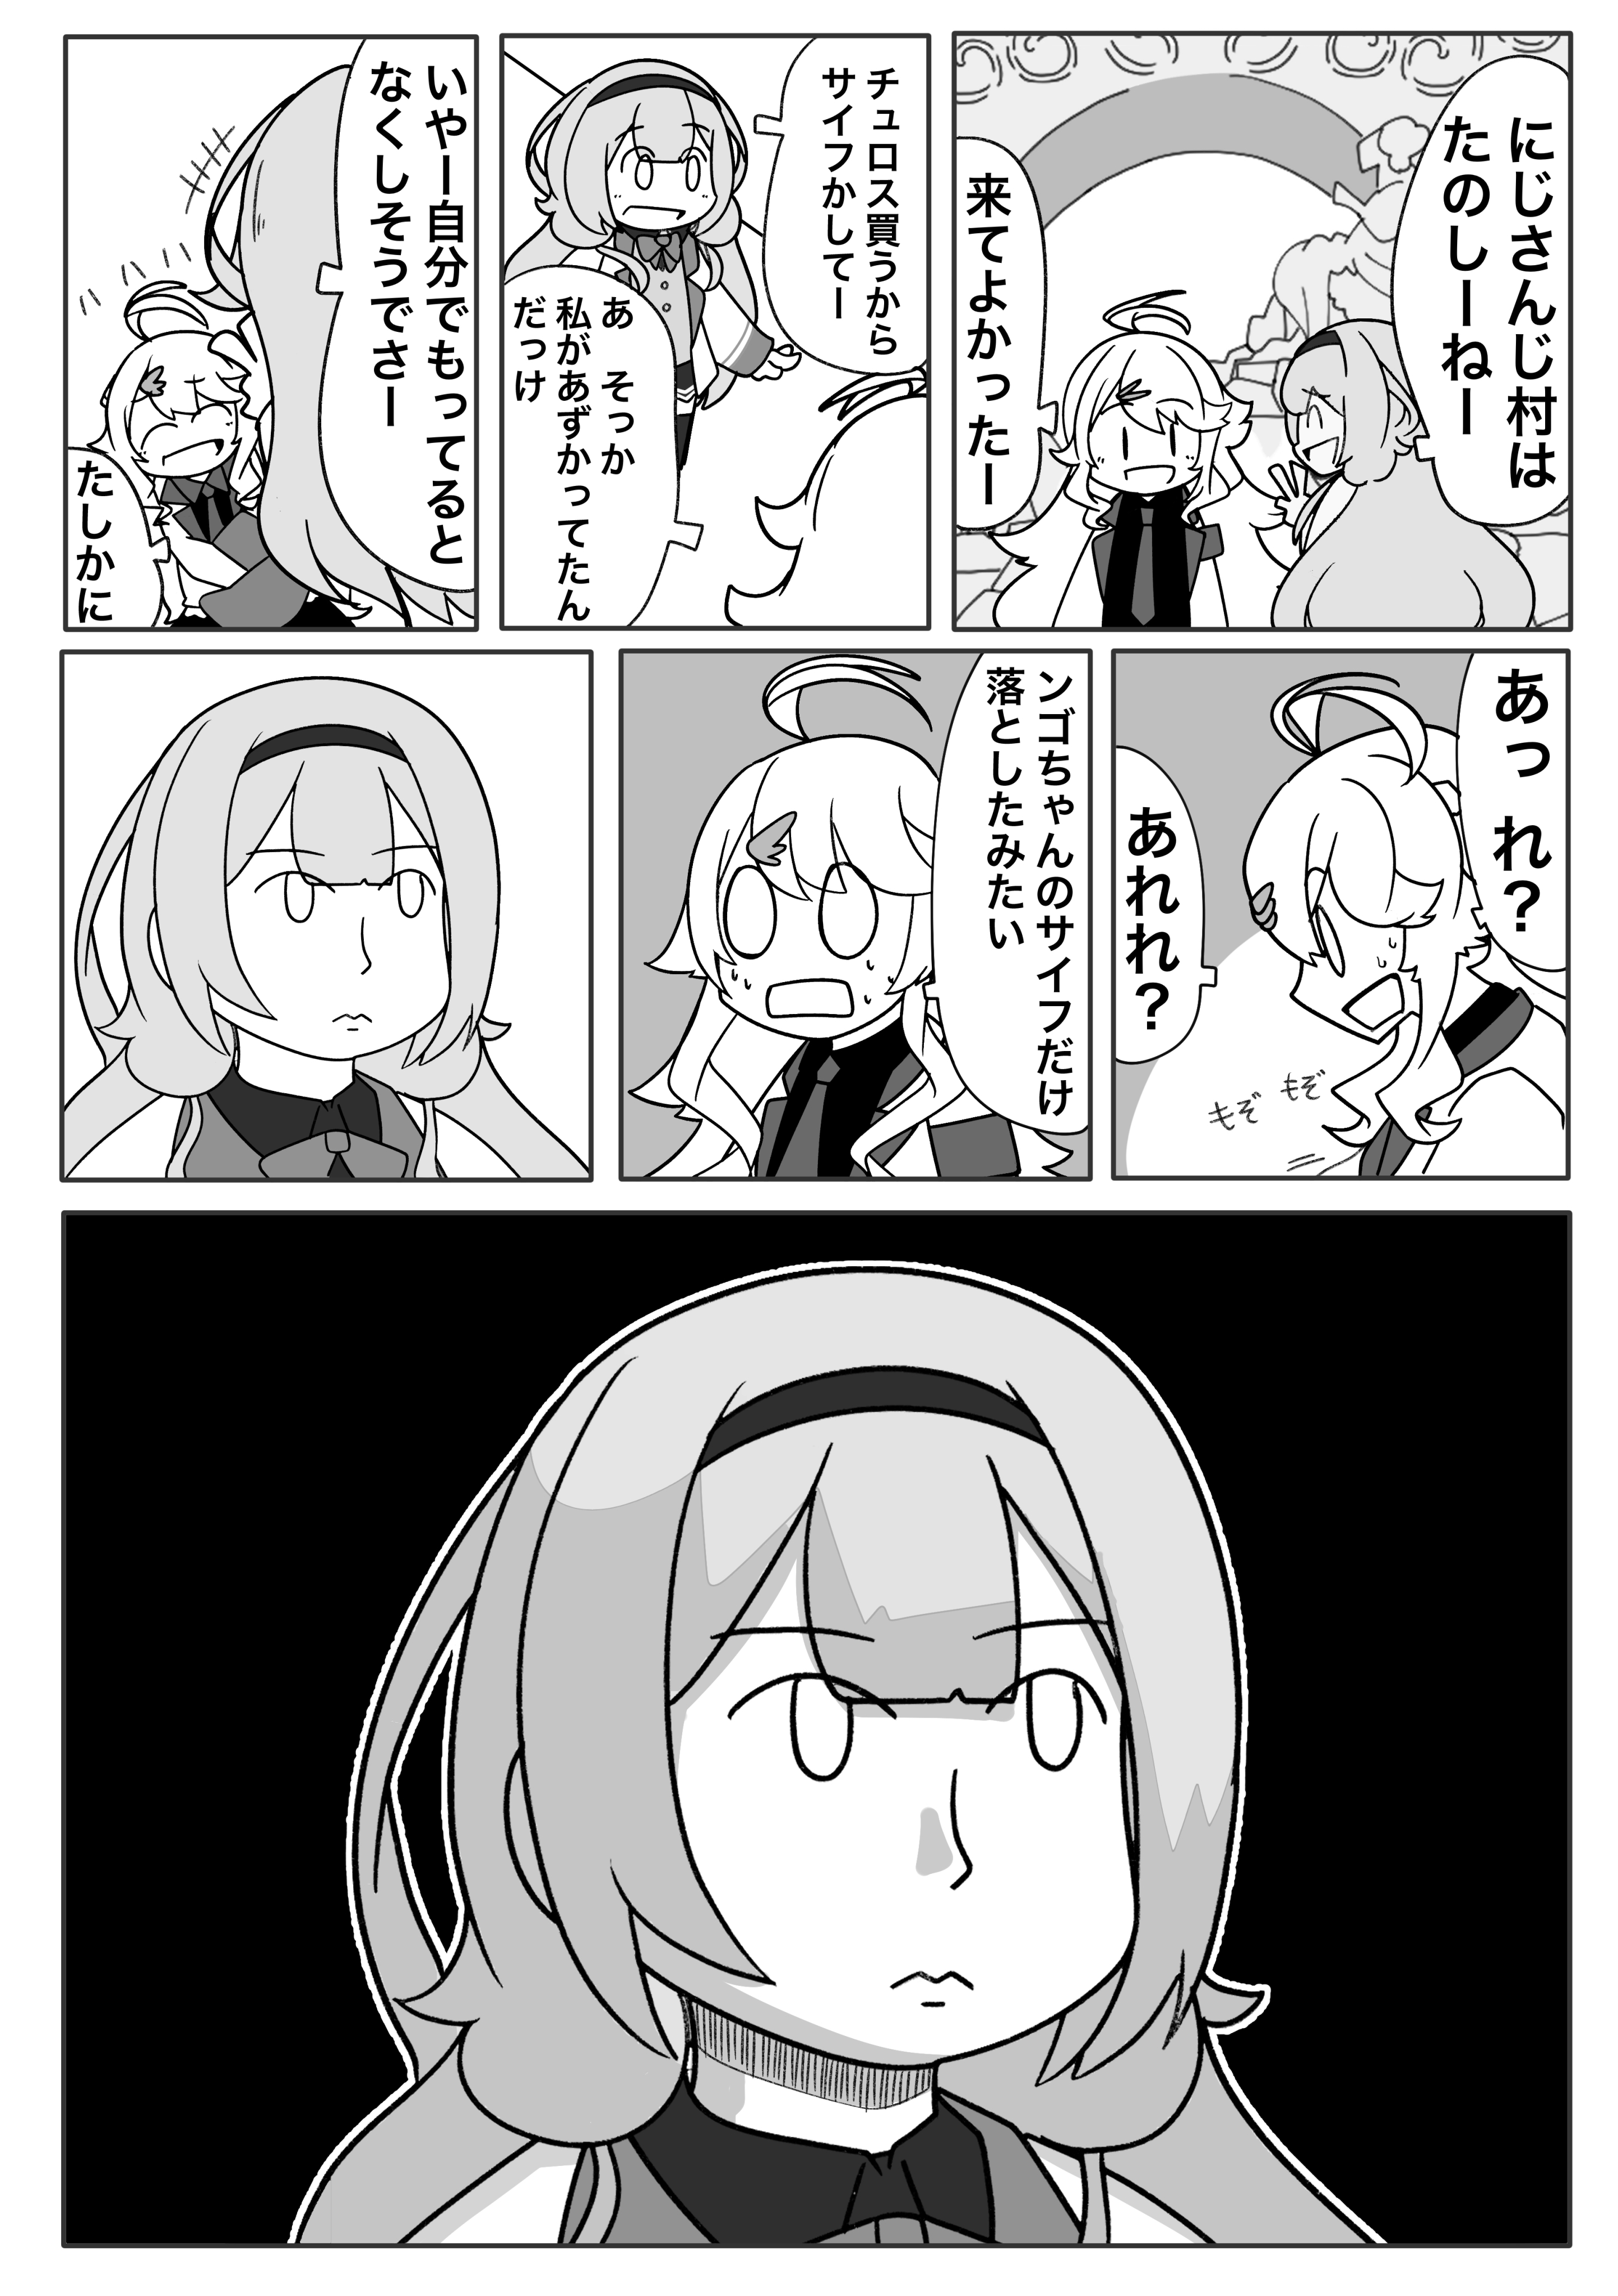 にじさんじ村は
たのしーねー
来てよかったー
チュロス買うから
サイフかしてー
あ そっか
私があずかってたん
だっけ
いやー自分でもってると
なくしそうでさー
たしかに
あっ れ?
あれれ?
もぞ
もぞ
ンゴちゃんのサイフだけ
落としたみたい